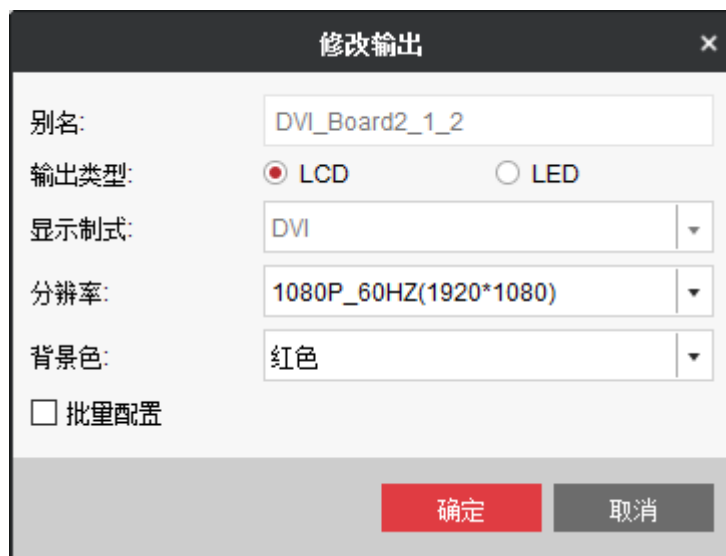 修改输出 ×
别名: DVI_Board2_1_2
输出类型: LCD LED
显示制式: DVI
分辨率: 1080P_60HZ(1920*1080)
背景色: 红色
批量配置
确定 取消